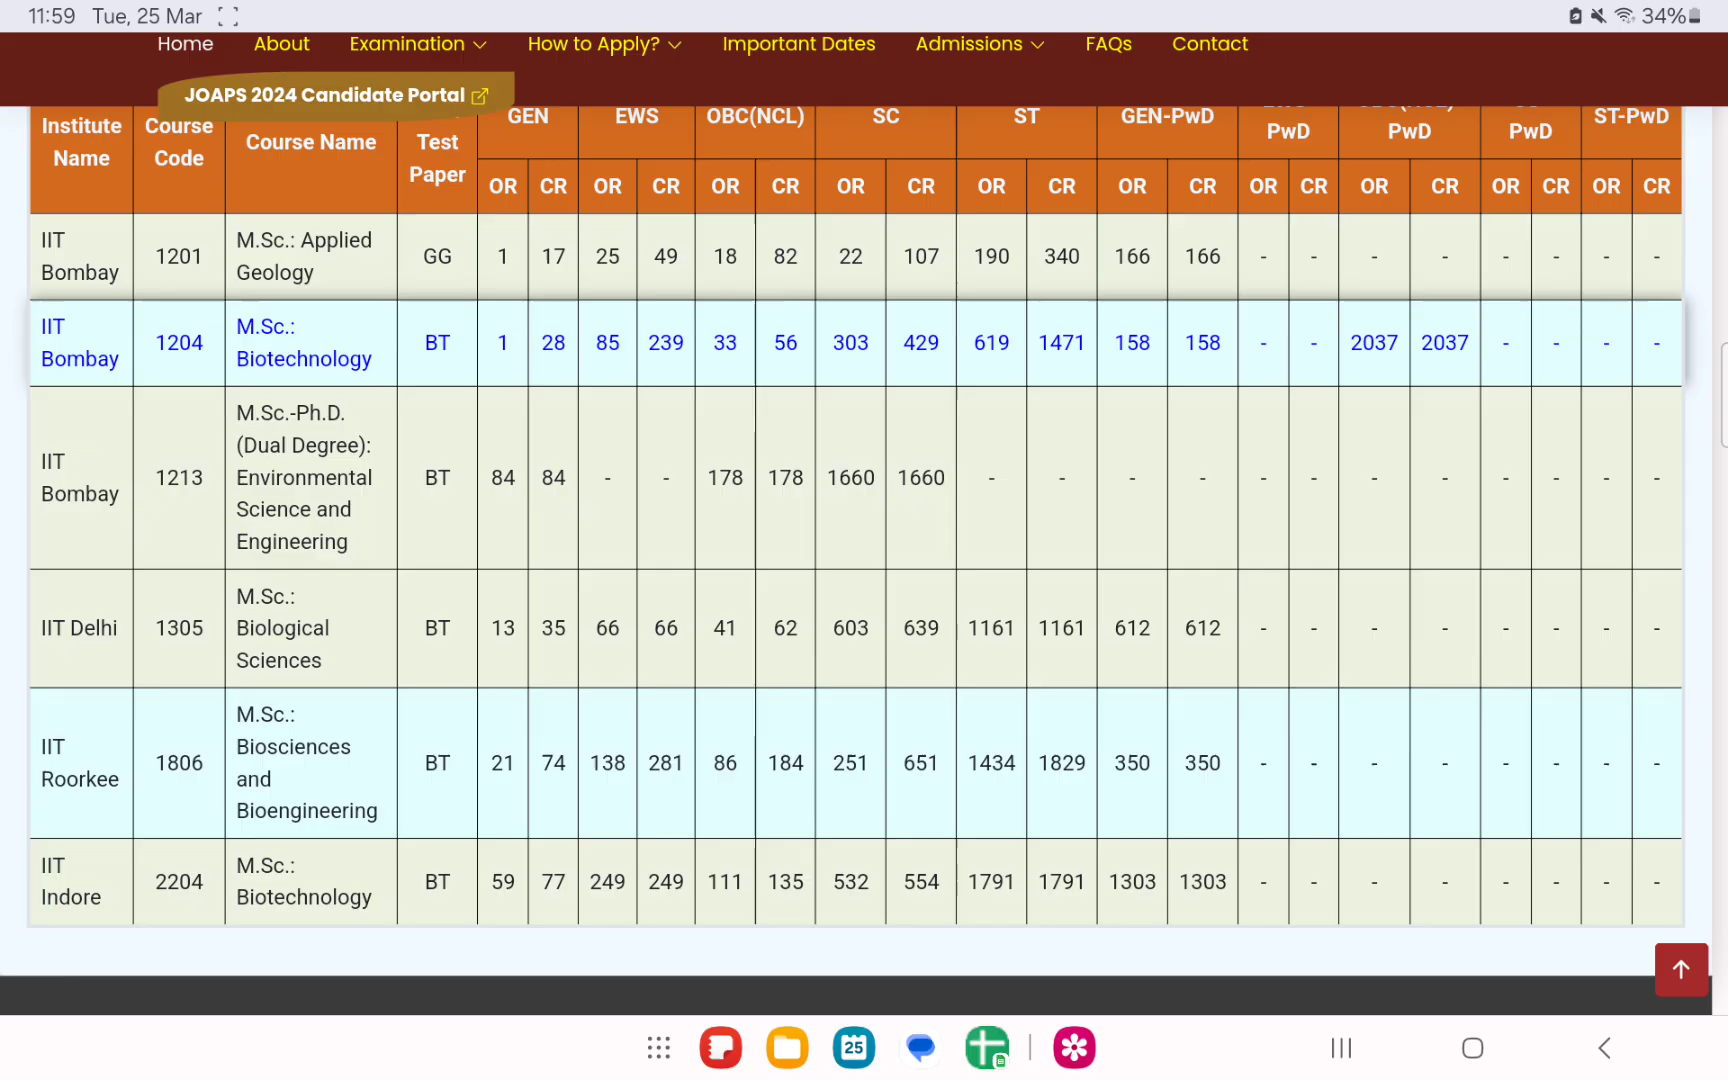 11:59 Tue, 25 Mar 34%
Home About Examination How to Apply? Important Dates Admissions FAQs Contact
JOAPS 2024 Candidate Portal
Institute Name Course Code Course Name Test Paper GEN EWS OBC(NCL) SC ST GEN-PwD PwD PwD PwD ST-PwD
OR CR OR CR OR CR OR CR OR CR OR CR OR CR OR CR OR CR OR CR
IIT Bombay 1201 M.Sc.: Applied Geology GG 1 17 25 49 18 82 22 107 190 340 166 166 - - - - - - - -
IIT Bombay 1204 M.Sc.: Biotechnology BT 1 28 85 239 33 56 303 429 619 1471 158 158 - - 2037 2037 - - - -
IIT Bombay 1213 M.Sc.-Ph.D. (Dual Degree): Environmental Science and Engineering BT 84 84 - - 178 178 1660 1660 - - - - - - - - - - - -
IIT Delhi 1305 M.Sc.: Biological Sciences BT 13 35 66 66 41 62 603 639 1161 1161 612 612 - - - - - - - -
IIT Roorkee 1806 M.Sc.: Biosciences and Bioengineering BT 21 74 138 281 86 184 251 651 1434 1829 350 350 - - - - - - - -
IIT Indore 2204 M.Sc.: Biotechnology BT 59 77 249 249 111 135 532 554 1791 1791 1303 1303 - - - - - - - -
25